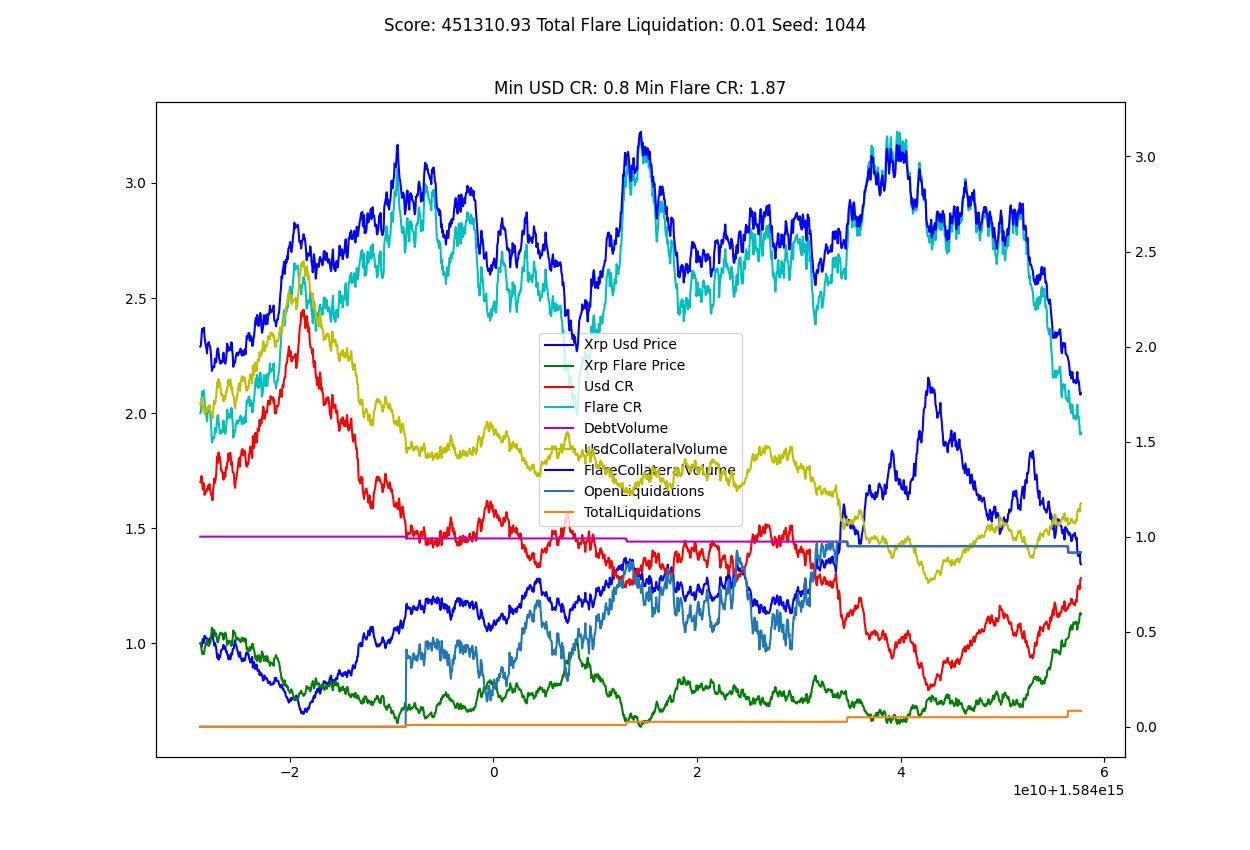 Score: 451310.93 Total Flare Liquidation: 0.01 Seed: 1044
Min USD CR: 0.8 Min Flare CR: 1.87
3.0
2.5
2.0
1.5
1.0
3.0
2.5
2.0
1.5
1.0
0.5
0.0
Xrp Usd Price
Xrp Flare Price
Usd CR
Flare CR
DebtVolume
UsdCollateralVolume
FlareCollateralVolume
OpenLiquidations
TotalLiquidations
−2 0 2 4 6
1e10+1.584e15